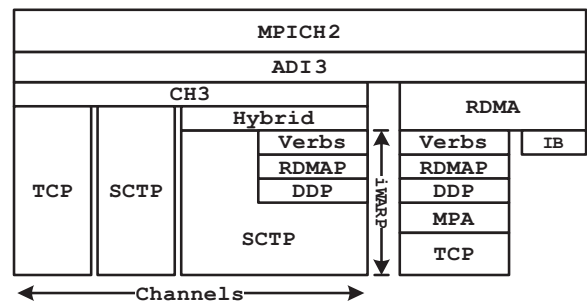 MPICH2
ADI3
CH3
RDMA
Hybrid
Verbs
Verbs
IB
RDMAP
RDMAP
TCP
SCTP
DDP
iWARP
DDP
MPA
SCTP
TCP
Channels